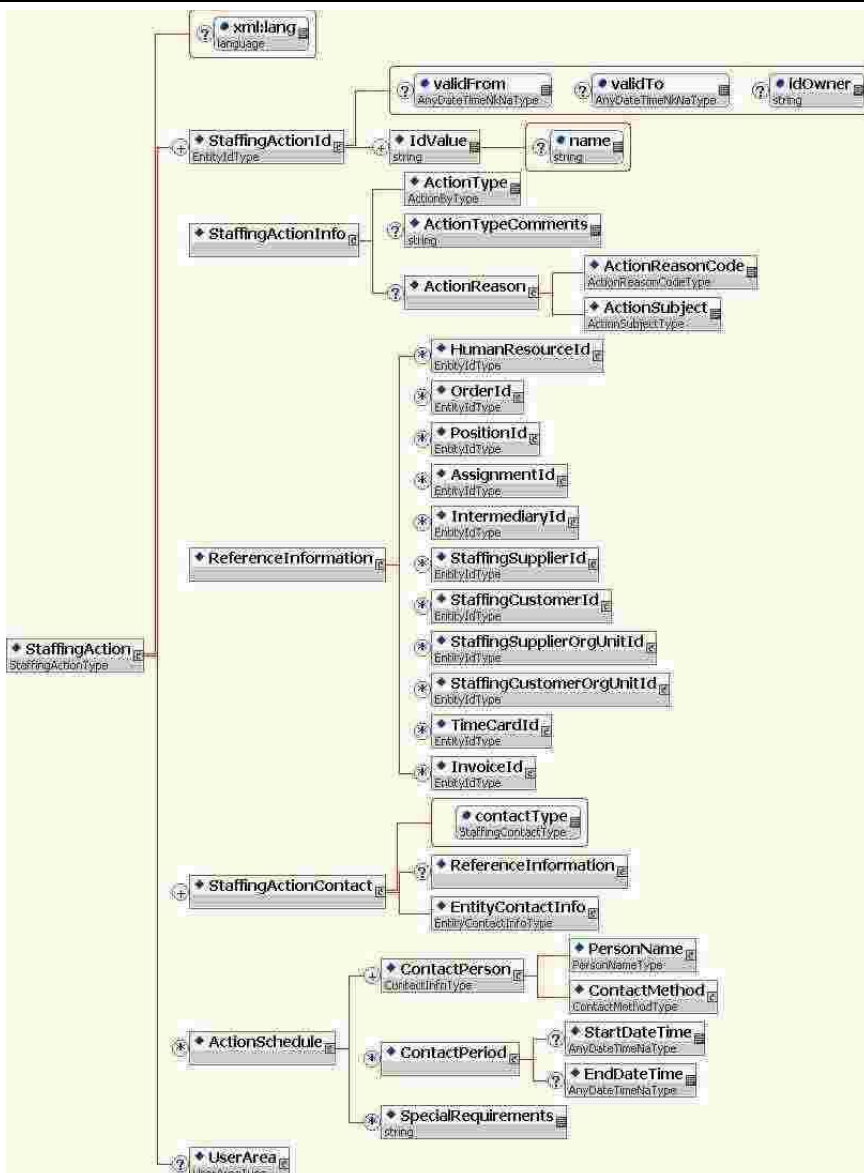 xml:lang
language
validFrom
AnyDateTimeNkNaType
validTo
AnyDateTimeNkNaType
idOwner
string
StaffingActionId
EntityIdType
IdValue
string
name
string
StaffingActionInfo
ActionType
ActionByType
ActionTypeComments
string
ActionReason
ActionReasonCode
ActionReasonCodeType
ActionSubject
ActionSubjectType
HumanResourceId
EntityIdType
OrderId
EntityIdType
PositionId
EntityIdType
AssignmentId
EntityIdType
IntermediaryId
EntityIdType
ReferenceInformation
StaffingSupplierId
EntityIdType
StaffingCustomerId
EntityIdType
StaffingAction
StaffingActionType
StaffingSupplierOrgUnitId
EntityIdType
StaffingCustomerOrgUnitId
EntityIdType
TimeCardId
EntityIdType
InvoiceId
EntityIdType
contactType
StaffingContactType
StaffingActionContact
ReferenceInformation
EntityContactInfo
EntityContactInfoType
ContactPerson
ContactInfoType
PersonName
PersonNameType
ContactMethod
ContactMethodType
ActionSchedule
ContactPeriod
StartDateTime
AnyDateTimeNaType
EndDateTime
AnyDateTimeNaType
SpecialRequirements
string
UserArea
UserAreaType